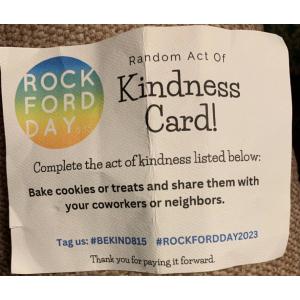 ROCK
FORD
DAY
815
Random Act Of
Kindness
Card!
Complete the act of kindness listed below:
Bake cookies or treats and share them with
your coworkers or neighbors.
Tag us: #BEKIND815 #ROCKFORDDAY2023
Thank you for paying it forward.